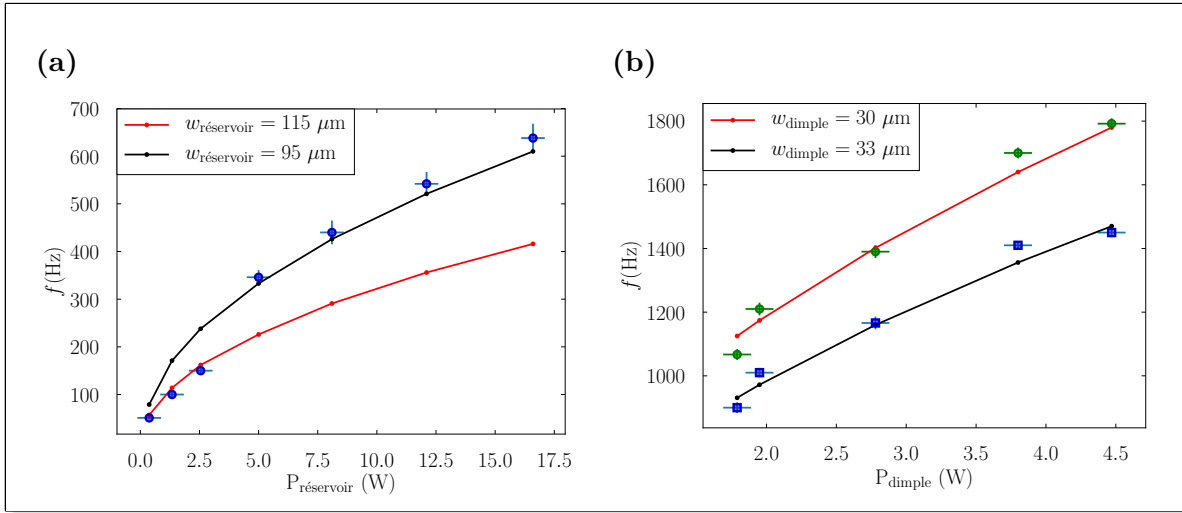 (a)
700
600
500
400
300
200
100
f(Hz)
w_réservoir = 115 μm
w_réservoir = 95 μm
0.0 2.5 5.0 7.5 10.0 12.5 15.0 17.5
P_réservoir (W)
(b)
1800
1600
1400
1200
1000
f(Hz)
w_dimple = 30 μm
w_dimple = 33 μm
2.0 2.5 3.0 3.5 4.0 4.5
P_dimple (W)